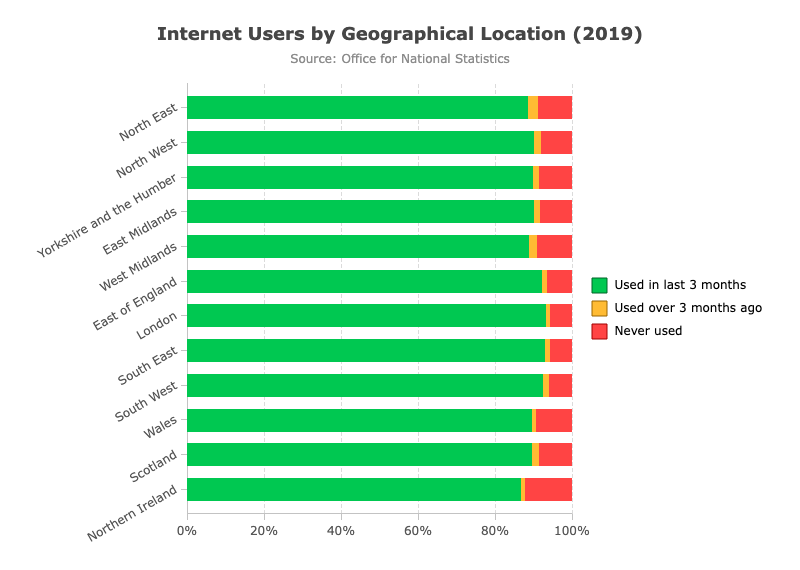 Internet Users by Geographical Location (2019)
Source: Office for National Statistics
North East
North West
Yorkshire and the Humber
East Midlands
West Midlands
East of England
London
South East
South West
Wales
Scotland
Northern Ireland
0% 20% 40% 60% 80% 100%
Used in last 3 months
Used over 3 months ago
Never used